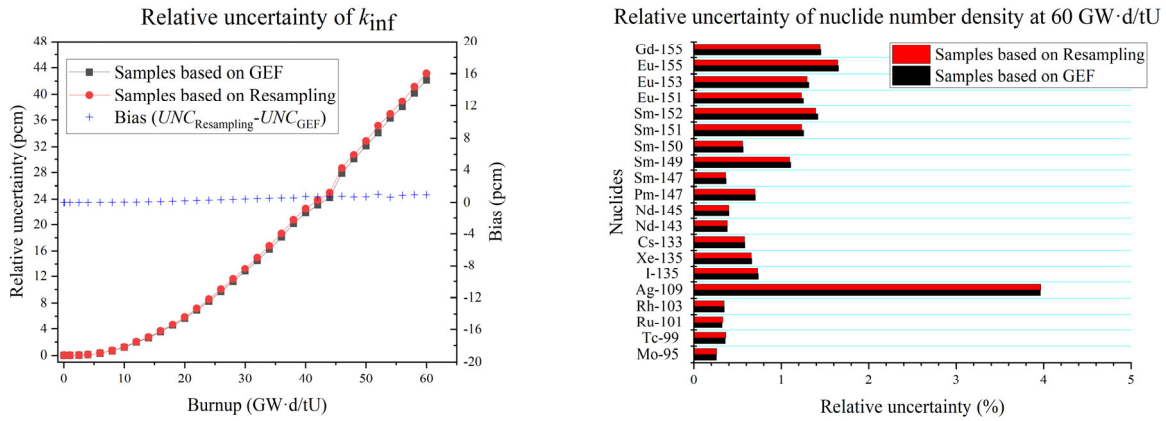 Relative uncertainty of kinf
Relative uncertainty (pcm)
48
44
40
36
32
28
24
20
16
12
8
4
0
Samples based on GEF
Samples based on Resampling
Bias (UNCResampling-UNCGEF)
20
16
12
8
4
0
-4
-8
-12
-16
-20
Bias (pcm)
0 10 20 30 40 50 60
Burnup (GW·d/tU)
Relative uncertainty of nuclide number density at 60 GW·d/tU
Nuclides
Gd-155
Eu-155
Eu-153
Eu-151
Sm-152
Sm-151
Sm-150
Sm-149
Sm-147
Pm-147
Nd-145
Nd-143
Cs-133
Xe-135
I-135
Ag-109
Rh-103
Ru-101
Tc-99
Mo-95
Samples based on Resampling
Samples based on GEF
0 1 2 3 4 5
Relative uncertainty (%)